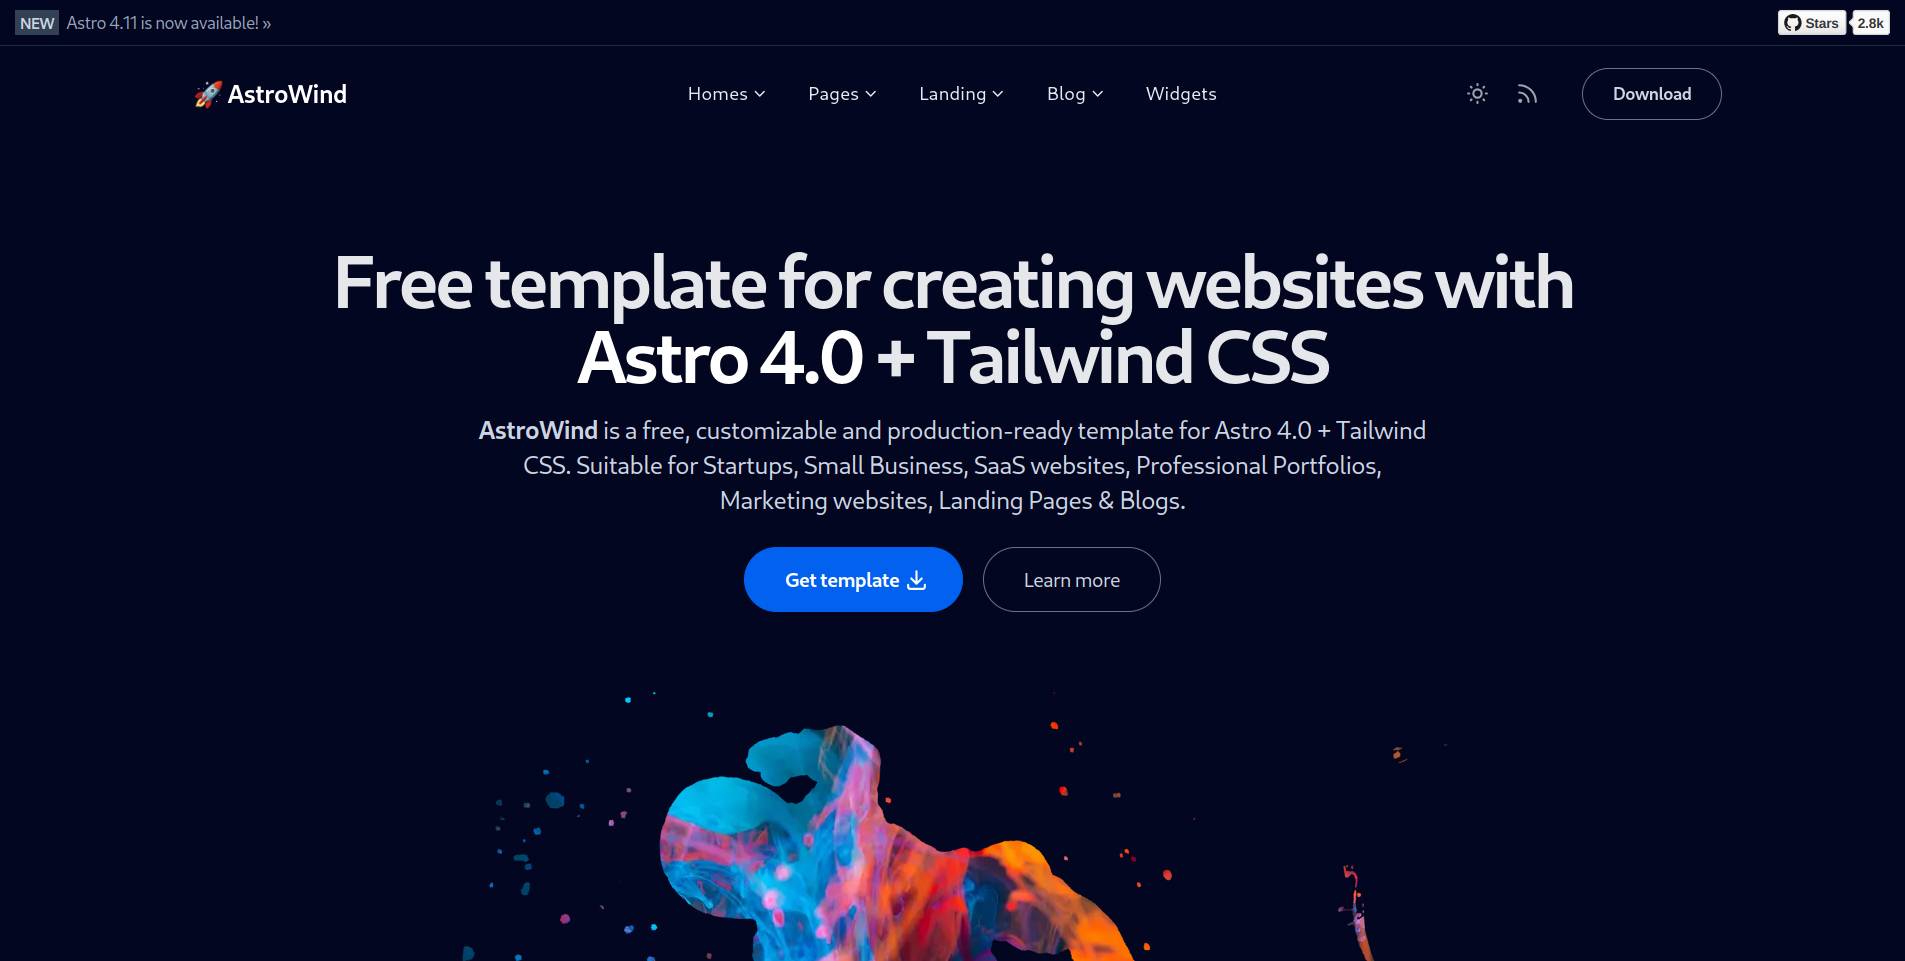 NEW Astro 4.11 is now available! »
Stars 2.8k
🚀 AstroWind
Homes
Pages
Landing
Blog
Widgets
Download
Free template for creating websites with
Astro 4.0 + Tailwind CSS
AstroWind is a free, customizable and production-ready template for Astro 4.0 + Tailwind
CSS. Suitable for Startups, Small Business, SaaS websites, Professional Portfolios,
Marketing websites, Landing Pages & Blogs.
Get template
Learn more